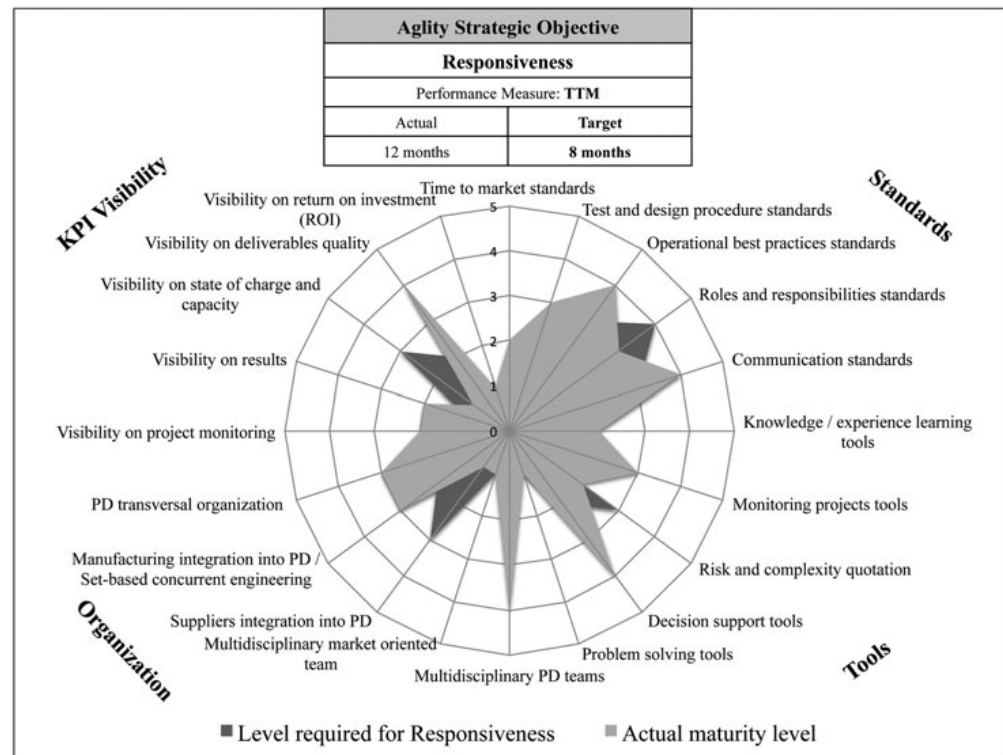 Aglity Strategic Objective
Responsiveness
Performance Measure: TTM
Actual
Target
12 months
8 months
KPI Visibility
Standards
Time to market standards
Test and design procedure standards
Operational best practices standards
Roles and responsibilities standards
Communication standards
Knowledge / experience learning
tools
Monitoring projects tools
Risk and complexity quotation
Decision support tools
Problem solving tools
Multidisciplinary PD teams
Multidisciplinary market oriented
team
Suppliers integration into PD
Manufacturing integration into PD /
Set-based concurrent engineering
PD transversal organization
Visibility on project monitoring
Visibility on results
Visibility on state of charge and
capacity
Visibility on deliverables quality
Visibility on return on investment
(ROI)
5
4
3
2
1
0
Organization
Tools
Level required for Responsiveness
Actual maturity level